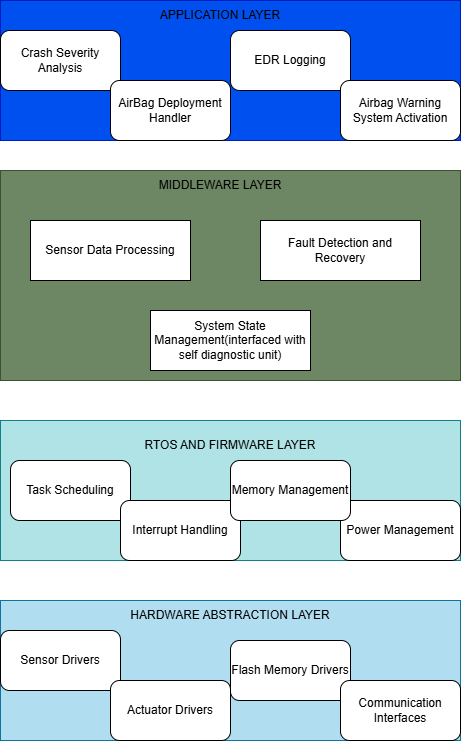 APPLICATION LAYER
Crash Severity
Analysis
EDR Logging
AirBag Deployment
Handler
Airbag Warning
System Activation
MIDDLEWARE LAYER
Sensor Data Processing
Fault Detection and
Recovery
System State
Management(interfaced with
self diagnostic unit)
RTOS AND FIRMWARE LAYER
Task Scheduling
Memory Management
Interrupt Handling
Power Management
HARDWARE ABSTRACTION LAYER
Sensor Drivers
Flash Memory Drivers
Actuator Drivers
Communication
Interfaces